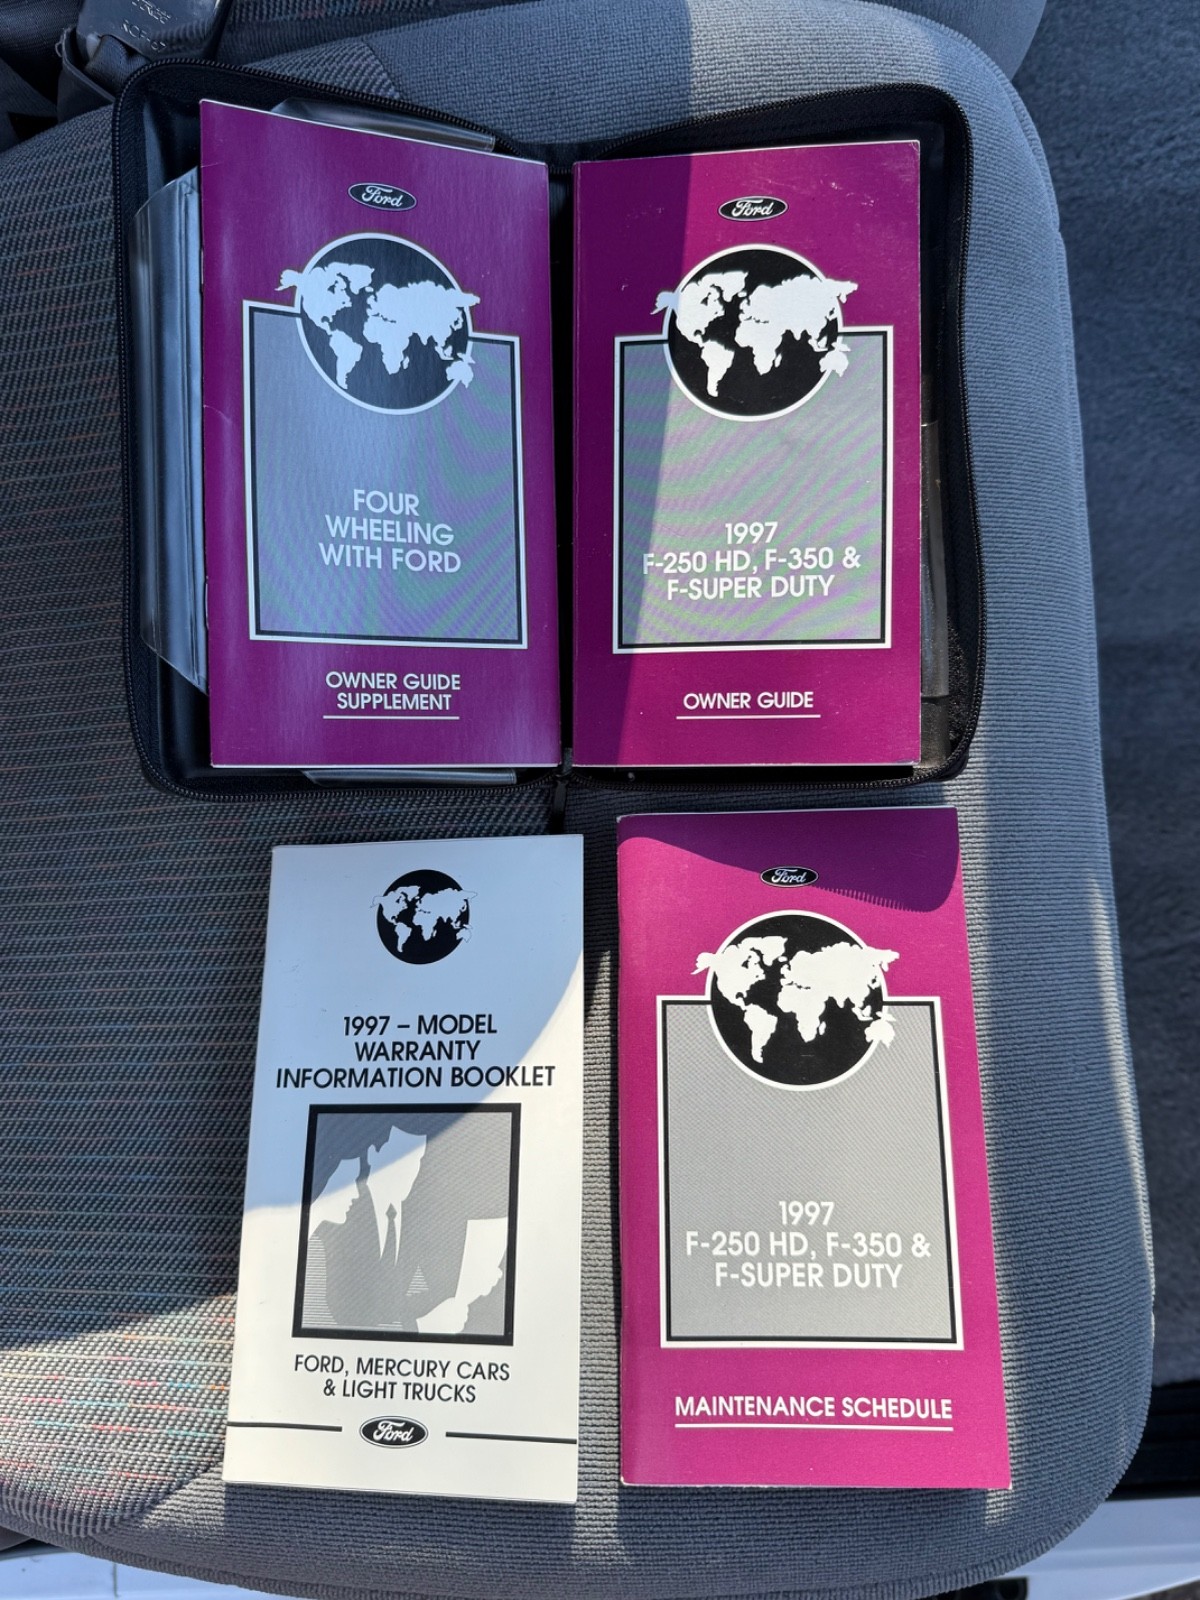 Ford
FOUR
WHEELING
WITH FORD
OWNER GUIDE
SUPPLEMENT
Ford
1997
F-250 HD, F-350 &
F-SUPER DUTY
OWNER GUIDE
1997 – MODEL
WARRANTY
INFORMATION BOOKLET
FORD, MERCURY CARS
& LIGHT TRUCKS
Ford
Ford
1997
F-250 HD, F-350 &
F-SUPER DUTY
MAINTENANCE SCHEDULE